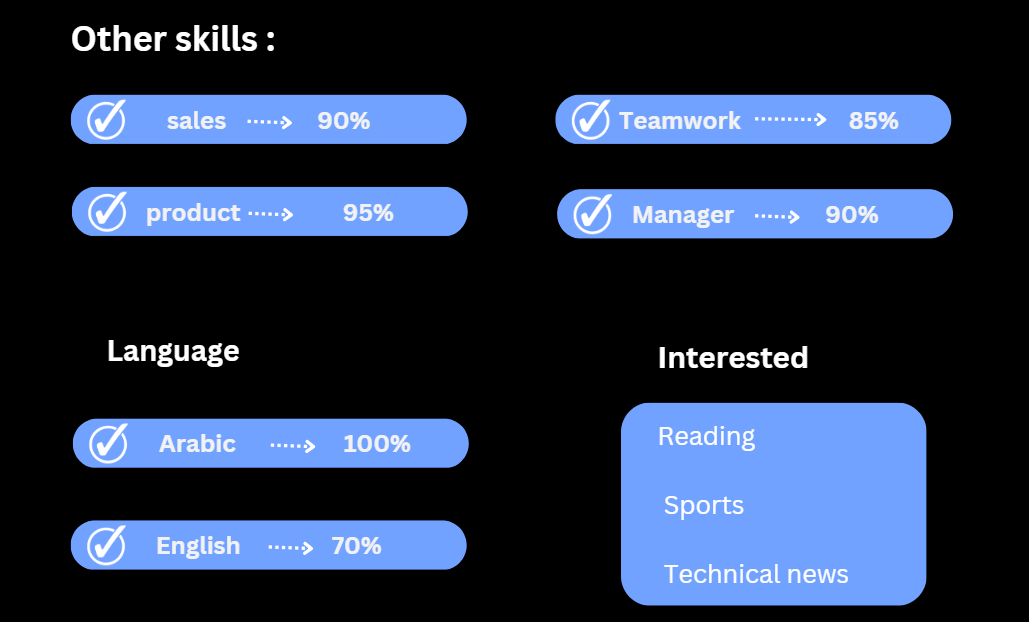 Other skills :
sales 90%
Teamwork 85%
product 95%
Manager 90%
Language
Arabic 100%
English 70%
Interested
Reading
Sports
Technical news